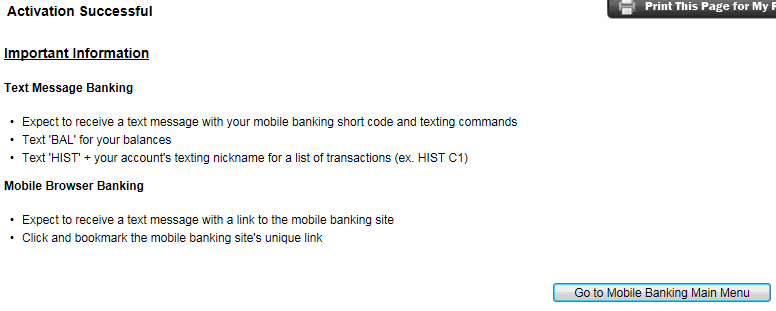 Activation Successful
Print This Page for My
Important Information
Text Message Banking
• Expect to receive a text message with your mobile banking short code and texting commands
• Text 'BAL' for your balances
• Text 'HIST' + your account's texting nickname for a list of transactions (ex. HIST C1)
Mobile Browser Banking
• Expect to receive a text message with a link to the mobile banking site
• Click and bookmark the mobile banking site's unique link
Go to Mobile Banking Main Menu